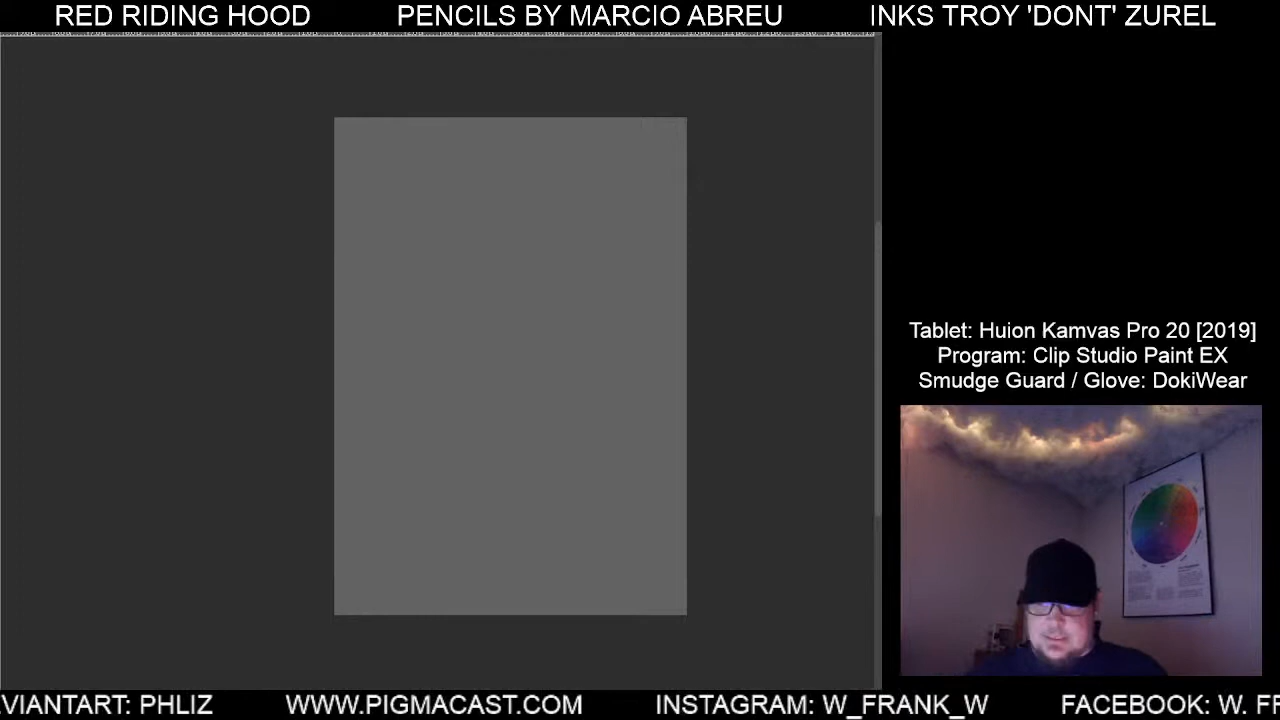 RED RIDING HOOD PENCILS BY MARCIO ABREU INKS TROY 'DONT' ZUREL
Tablet: Huion Kamvas Pro 20 [2019]
Program: Clip Studio Paint EX
Smudge Guard / Glove: DokiWear
VIANTART: PHLIZ WWW.PIGMACAST.COM INSTAGRAM: W_FRANK_W FACEBOOK: W. FR